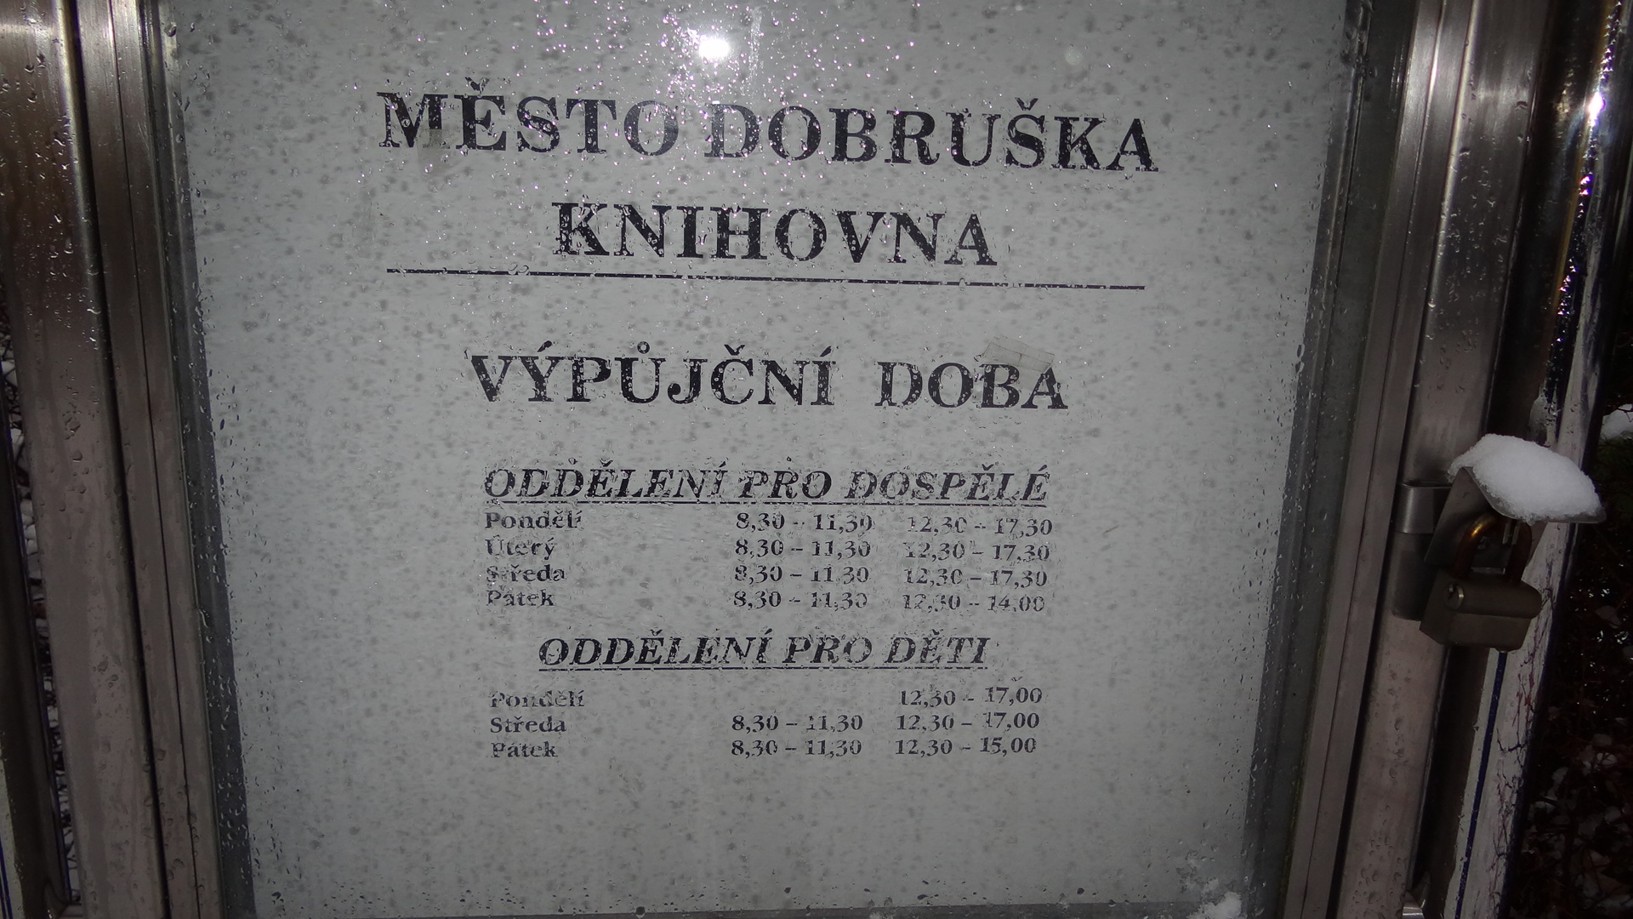 MĚSTO DOBRUŠKA
KNIHOVNA
VÝPŮJČNÍ DOBA
ODDĚLENÍ PRO DOSPĚLÉ
Pondělí 8,30 - 11,30 12,30 - 17,30
Úterý 8,30 - 11,30 12,30 - 17,30
Středa 8,30 - 11,30 12,30 - 17,30
Pátek 8,30 - 11,30 12,30 - 14,00
ODDĚLENÍ PRO DĚTI
Pondělí 12,30 - 17,00
Středa 8,30 - 11,30 12,30 - 17,00
Pátek 8,30 - 11,30 12,30 - 15,00